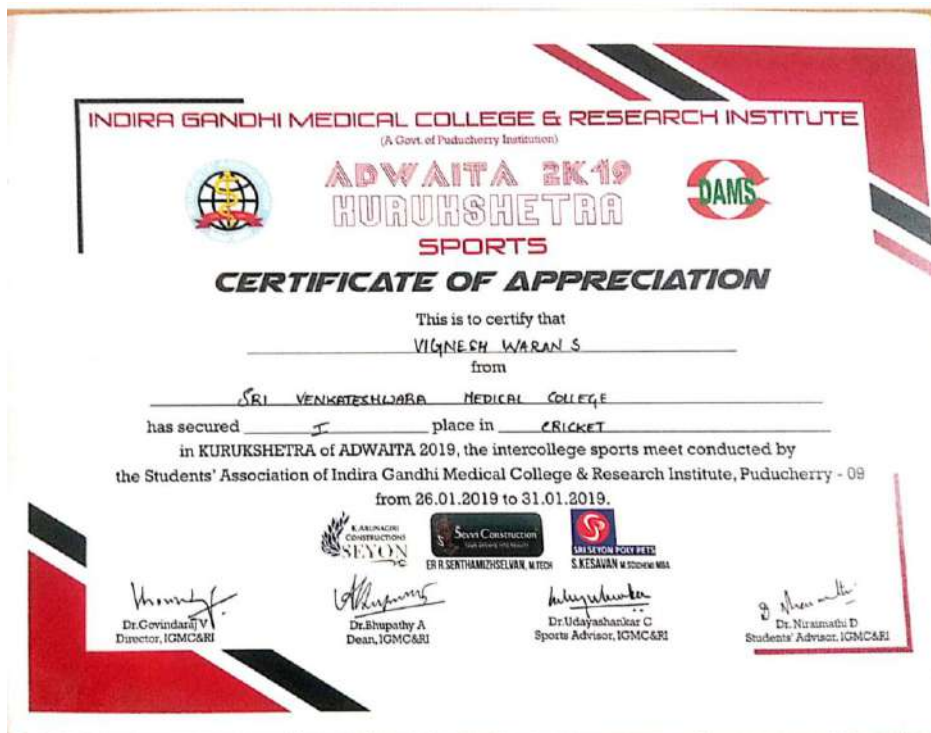 INDIRA GANDHI MEDICAL COLLEGE & RESEARCH INSTITUTE
(A Govt. of Puducherry Institution)
ADWAITA 2K19
KURUKSHETRA
DAMS
SPORTS
CERTIFICATE OF APPRECIATION
This is to certify that
VIGNESH WARAN S
from
SRI VENKATESHWARA MEDICAL COLLEGE
has secured I place in CRICKET
in KURUKSHETRA of ADWAITA 2019, the intercollege sports meet conducted by
the Students' Association of Indira Gandhi Medical College & Research Institute, Puducherry - 09
from 26.01.2019 to 31.01.2019.
KARUNAGIRI
CONSTRUCTIONS
SEYON
SEVVI CONSTRUCTION
ER R.SENTHAMIZHSELVAN, M.TECH
SRI SEYON POLY PETS
S.KESAVAN
Dr.Govindaraj V
Director, IGMC&RI
Dr.Bhupathy A
Dean, IGMC&RI
Dr.Udayashankar C
Sports Advisor, IGMC&RI
Dr. Niraimathi D
Students' Advisor, IGMC&RI